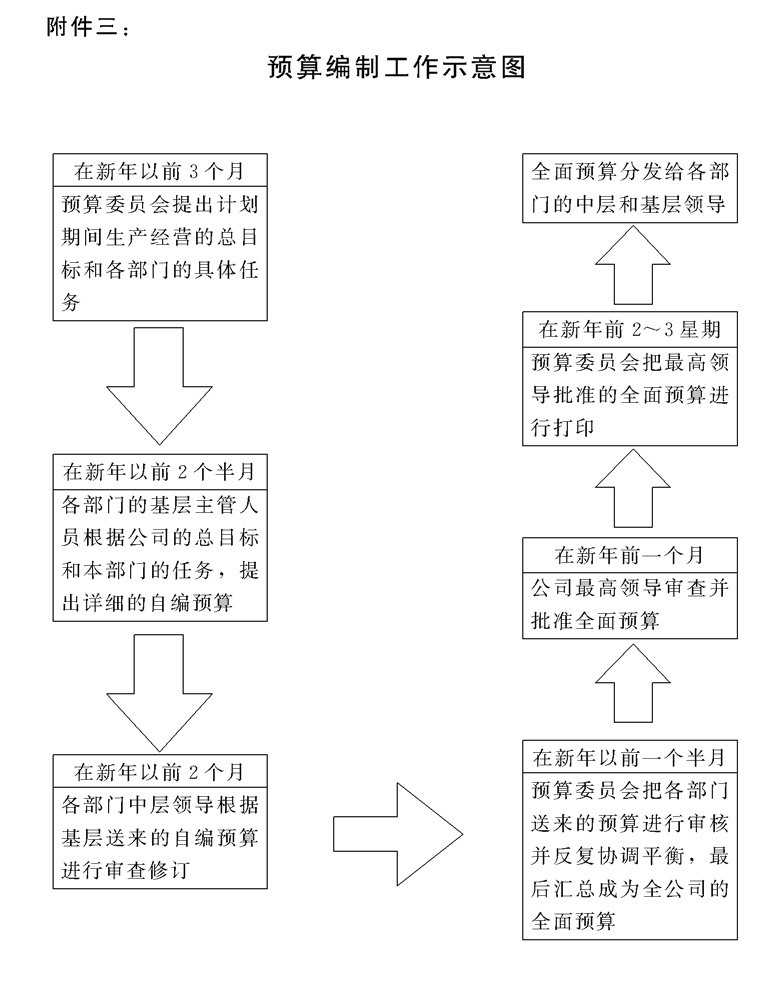 附件三：
预算编制工作示意图
在新年以前3个月
预算委员会提出计划
期间生产经营的总目
标和各部门的具体任
务
在新年以前2个半月
各部门的基层主管人
员根据公司的总目标
和本部门的任务，提
出详细的自编预算
在新年以前2个月
各部门中层领导根据
基层送来的自编预算
进行审查修订
在新年以前一个半月
预算委员会把各部门
送来的预算进行审核
并反复协调平衡，最
后汇总成为全公司的
全面预算
在新年前一个月
公司最高领导审查并
批准全面预算
在新年前2～3星期
预算委员会把最高领
导批准的全面预算进
行打印
全面预算分发给各部
门的中层和基层领导